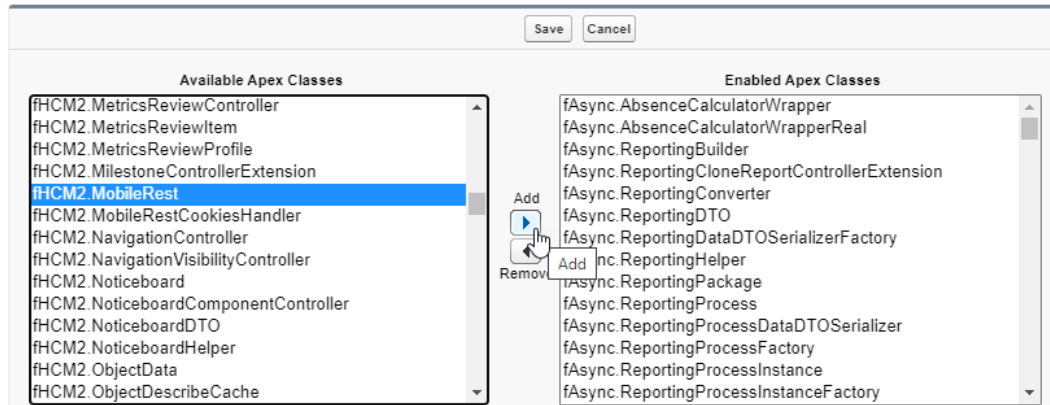 Save Cancel
Available Apex Classes
fHCM2.MetricsReviewController
fHCM2.MetricsReviewItem
fHCM2.MetricsReviewProfile
fHCM2.MilestoneControllerExtension
fHCM2.MobileRest
fHCM2.MobileRestCookiesHandler
fHCM2.NavigationController
fHCM2.NavigationVisibilityController
fHCM2.Noticeboard
fHCM2.NoticeboardComponentController
fHCM2.NoticeboardDTO
fHCM2.NoticeboardHelper
fHCM2.ObjectData
fHCM2.ObjectDescribeCache
Add
Add
Enabled Apex Classes
fAsync.AbsenceCalculatorWrapper
fAsync.AbsenceCalculatorWrapperReal
fAsync.ReportingBuilder
fAsync.ReportingCloneReportControllerExtension
fAsync.ReportingConverter
fAsync.ReportingDTO
fAsync.ReportingDataDTOSerializerFactory
nc.ReportingHelper
nc.ReportingPackage
fAsync.ReportingProcess
fAsync.ReportingProcessDataDTOSerializer
fAsync.ReportingProcessFactory
fAsync.ReportingProcessInstance
fAsync.ReportingProcessInstanceFactory